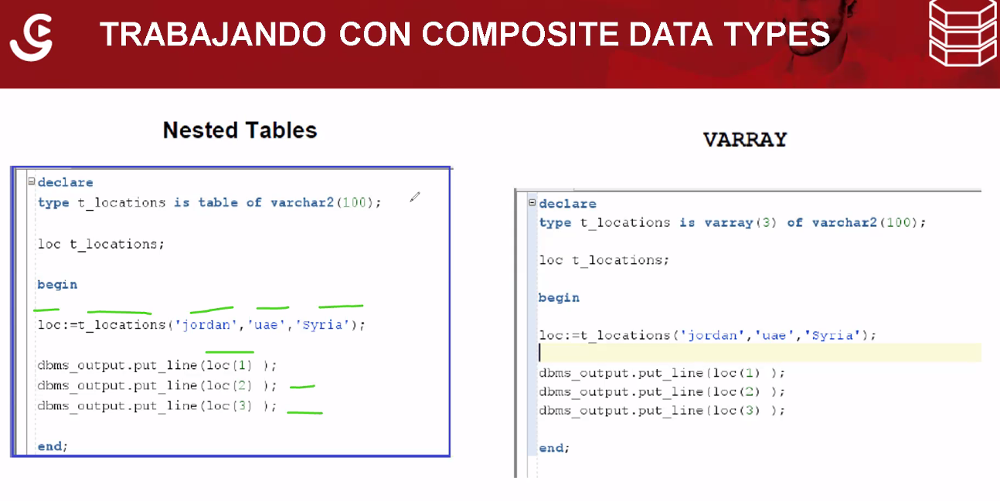 TRABAJANDO CON COMPOSITE DATA TYPES
Nested Tables
declare
type t_locations is table of varchar2(100);
loc t_locations;
begin
loc:=t_locations('jordan','uae','Syria');
dbms_output.put_line(loc(1) );
dbms_output.put_line(loc(2) );
dbms_output.put_line(loc(3) );
end;
VARRAY
declare
type t_locations is varray(3) of varchar2(100);
loc t_locations;
begin
loc:=t_locations('jordan','uae','Syria');
dbms_output.put_line(loc(1) );
dbms_output.put_line(loc(2) );
dbms_output.put_line(loc(3) );
end;